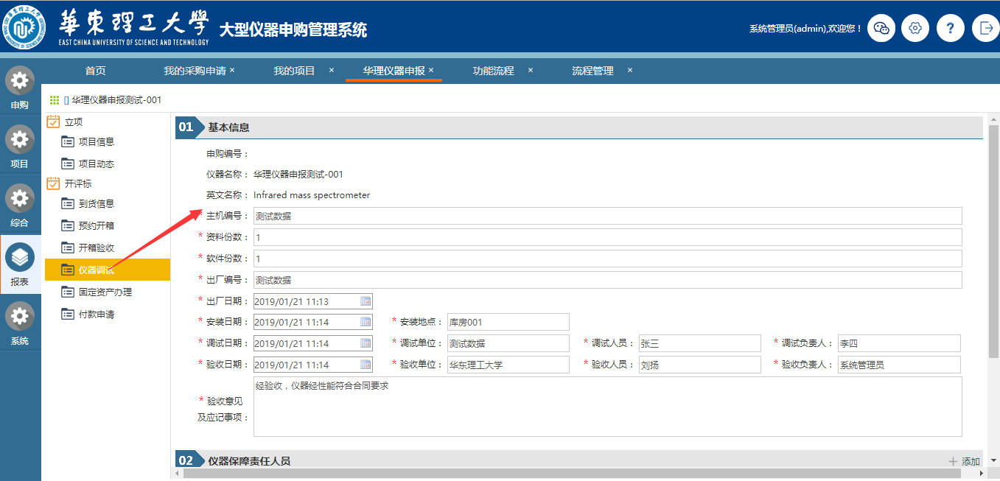 華東理工大學
EAST CHINA UNIVERSITY OF SCIENCE AND TECHNOLOGY
大型仪器申购管理系统
系统管理员(admin),欢迎您！
?
首页 我的采购申请 × 我的项目 × 华理仪器申报 × 功能流程 × 流程管理 ×
申购
项目
综合
报表
系统
[] 华理仪器申报测试-001
立项
项目信息
项目动态
开评标
到货信息
预约开箱
开箱验收
仪器调试
固定资产办理
付款申请
01 基本信息
申购编号：
仪器名称： 华理仪器申报测试-001
英文名称： Infrared mass spectrometer
* 主机编号： 测试数据
* 资料份数： 1
* 软件份数： 1
* 出厂编号： 测试数据
* 出厂日期： 2019/01/21 11:13
* 安装日期： 2019/01/21 11:14 * 安装地点： 库房001
* 调试日期： 2019/01/21 11:14 * 调试单位： 测试数据 * 调试人员： 张三 * 调试负责人： 李四
* 验收日期： 2019/01/21 11:14 * 验收单位： 华东理工大学 * 验收人员： 刘扬 * 验收负责人： 系统管理员
* 验收意见
及应记事项：
经验收，仪器经性能符合合同要求
02 仪器保障责任人员
添加